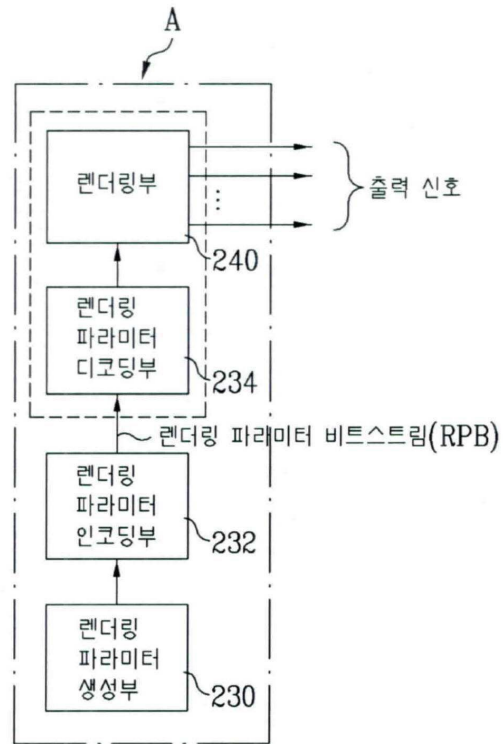 A
렌더링부
⋮
출력 신호
240
렌더링
파라미터
디코딩부
234
렌더링 파라미터 비트스트림(RPB)
렌더링
파라미터
인코딩부
232
렌더링
파라미터
생성부
230